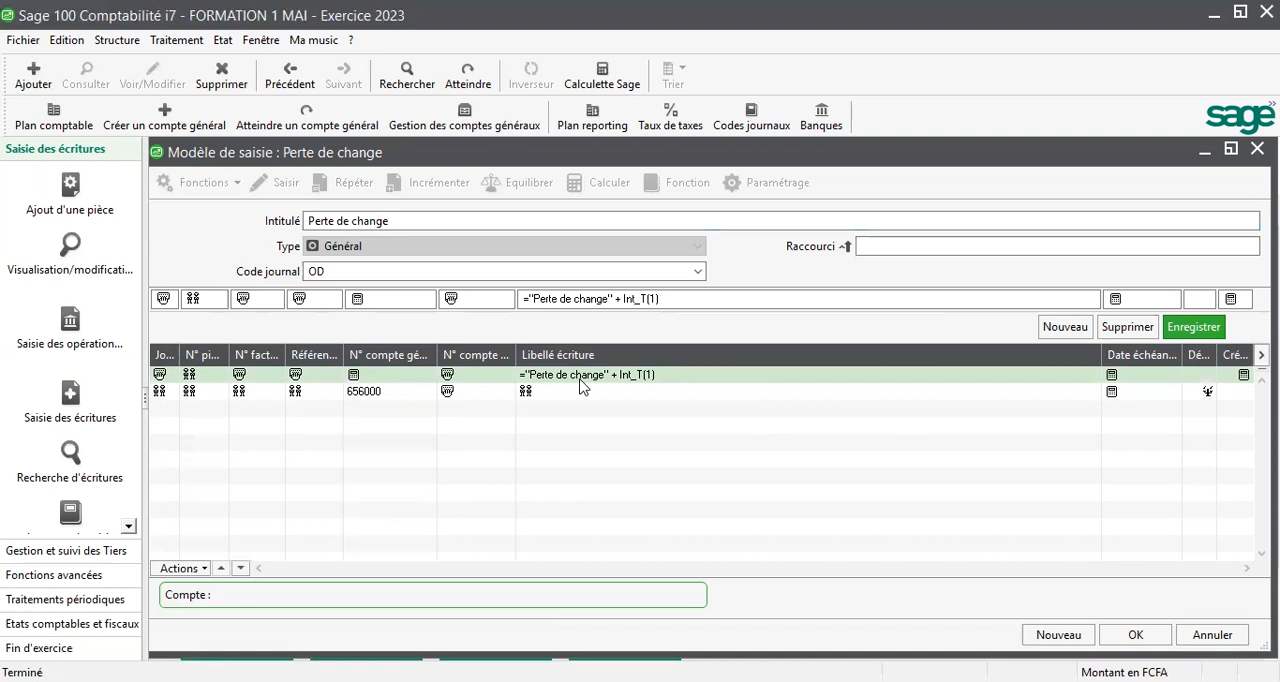 Sage 100 Comptabilité i7 - FORMATION 1 MAI - Exercice 2023
Fichier Edition Structure Traitement Etat Fenêtre Ma music ?
Ajouter Consulter Voir/Modifier Supprimer Précédent Suivant Rechercher Atteindre Inverseur Calculette Sage Trier
Plan comptable Créer un compte général Atteindre un compte général Gestion des comptes généraux Plan reporting Taux de taxes Codes journaux Banques
sage
Saisie des écritures
Ajout d'une pièce
Visualisation/modificati...
Saisie des opération...
Saisie des écritures
Recherche d'écritures
Gestion et suivi des Tiers
Fonctions avancées
Traitements périodiques
Etats comptables et fiscaux
Fin d'exercice
Modèle de saisie : Perte de change
Fonctions Saisir Répéter Incrémenter Equilibrer Calculer Fonction Paramétrage
Intitulé Perte de change
Type Général Raccourci
Code journal OD
="Perte de change" + Int_T(1)
Nouveau Supprimer Enregistrer
Jo... N° pi... N° fact... Référen... N° compte gé... N° compte ... Libellé écriture Date échéan... Dé... Cré...
="Perte de change" + Int_T(1)
656000
Actions
Compte :
Nouveau OK Annuler
Terminé Montant en FCFA